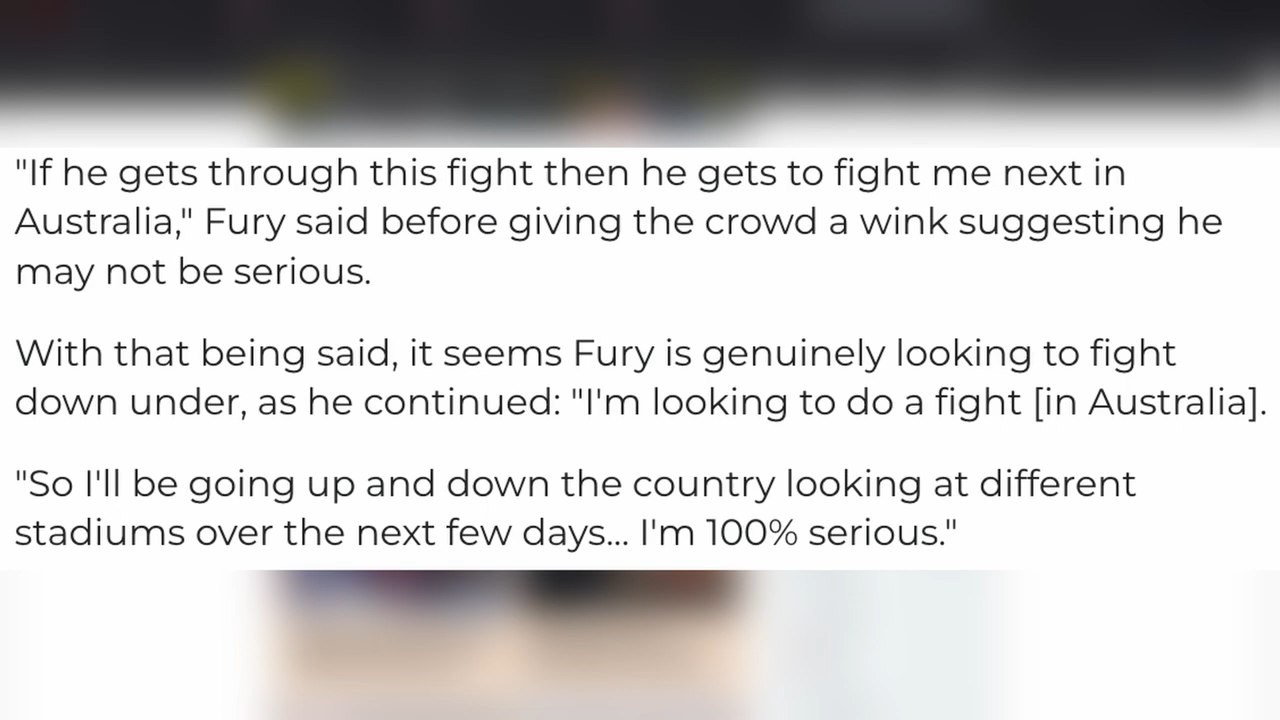 "If he gets through this fight then he gets to fight me next in
Australia," Fury said before giving the crowd a wink suggesting he
may not be serious.
With that being said, it seems Fury is genuinely looking to fight
down under, as he continued: "I'm looking to do a fight [in Australia].
"So I'll be going up and down the country looking at different
stadiums over the next few days... I'm 100% serious."